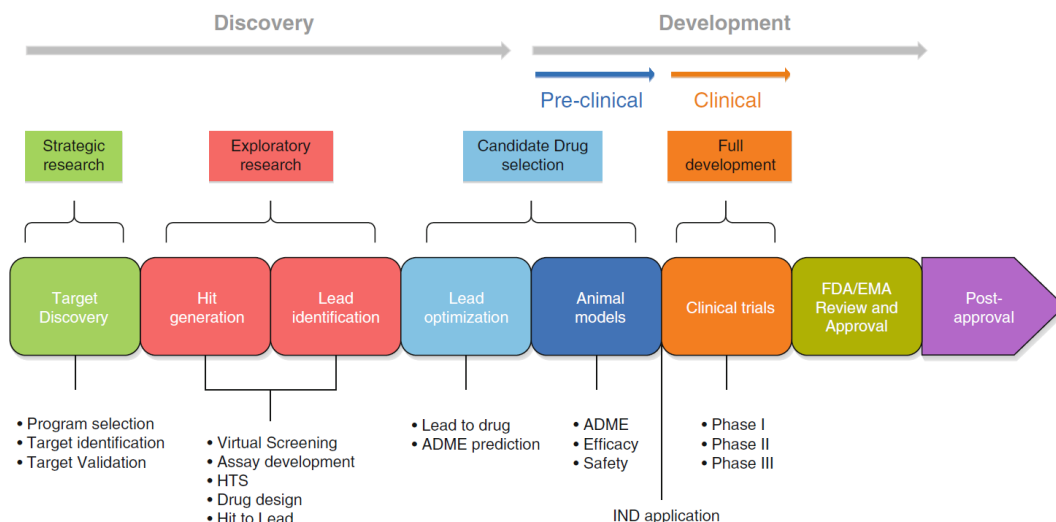 Discovery
Development
Pre-clinical
Clinical
Strategic
research
Exploratory
research
Candidate Drug
selection
Full
development
Target
Discovery
Hit
generation
Lead
identification
Lead
optimization
Animal
models
Clinical trials
FDA/EMA
Review and
Approval
Post-
approval
• Program selection
• Target identification
• Target Validation
• Virtual Screening
• Assay development
• HTS
• Drug design
• Hit to Lead
• Lead to drug
• ADME prediction
• ADME
• Efficacy
• Safety
• Phase I
• Phase II
• Phase III
IND application